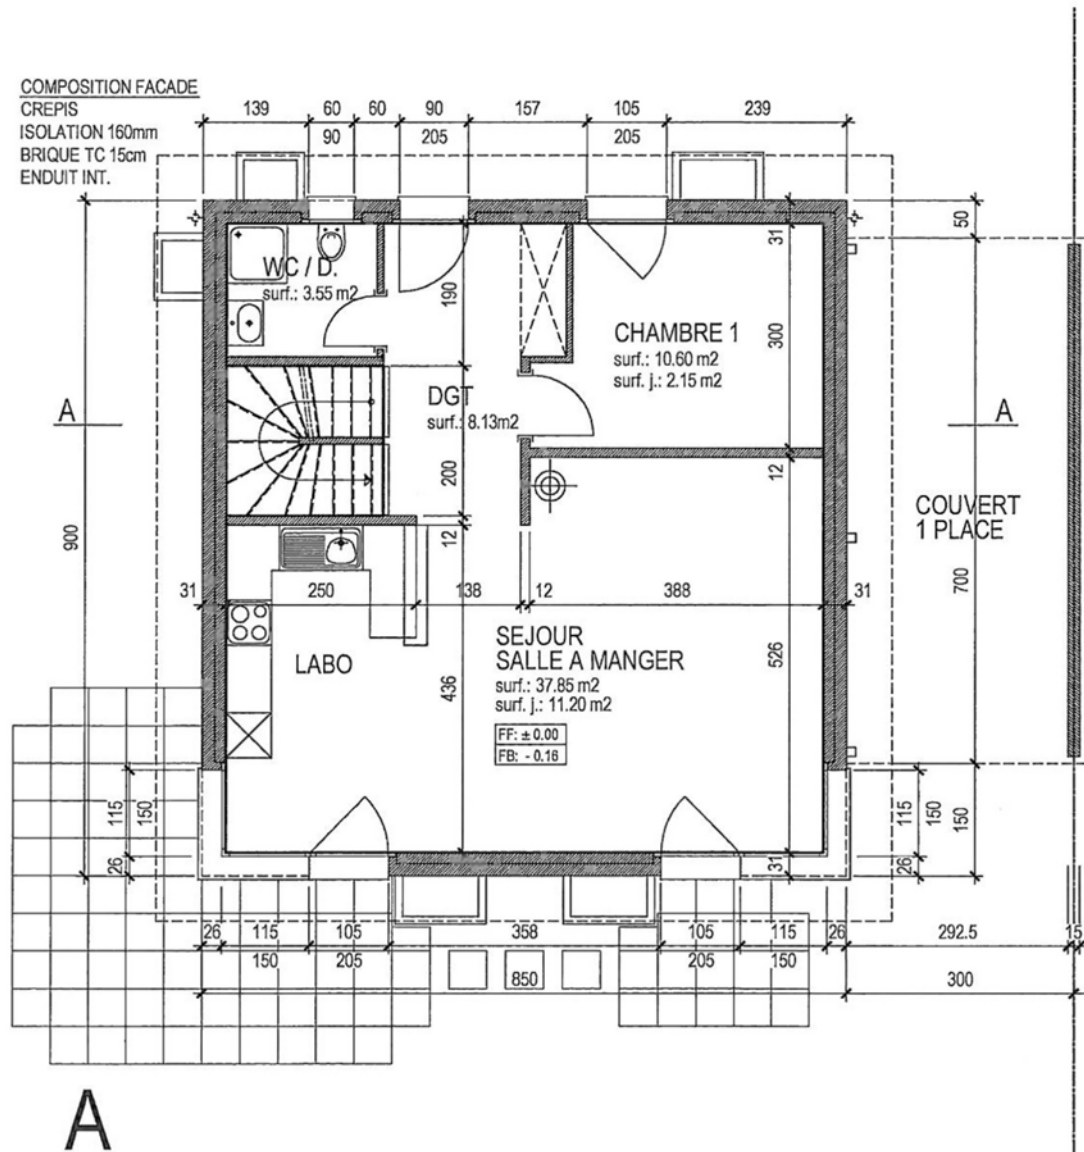 COMPOSITION FACADE
CREPIS
ISOLATION 160mm
BRIQUE TC 15cm
ENDUIT INT.
139 60 60 90 157 105 239
90 205 205
50
31
WC / D.
surf.: 3.55 m2
190
CHAMBRE 1
surf.: 10.60 m2
surf. j.: 2.15 m2
300
DGT
surf.: 8.13m2
A
A
200
12
COUVERT
1 PLACE
900
12
31 250 138 12 388 31
700
LABO
SEJOUR
SALLE A MANGER
surf.: 37.85 m2
surf. j.: 11.20 m2
FF: ± 0.00
FB: - 0.16
436
526
115
150
26
31
115
150
26
150
26 115 105 358 105 115 26 292.5 15
150 205 205 150
850 300
A